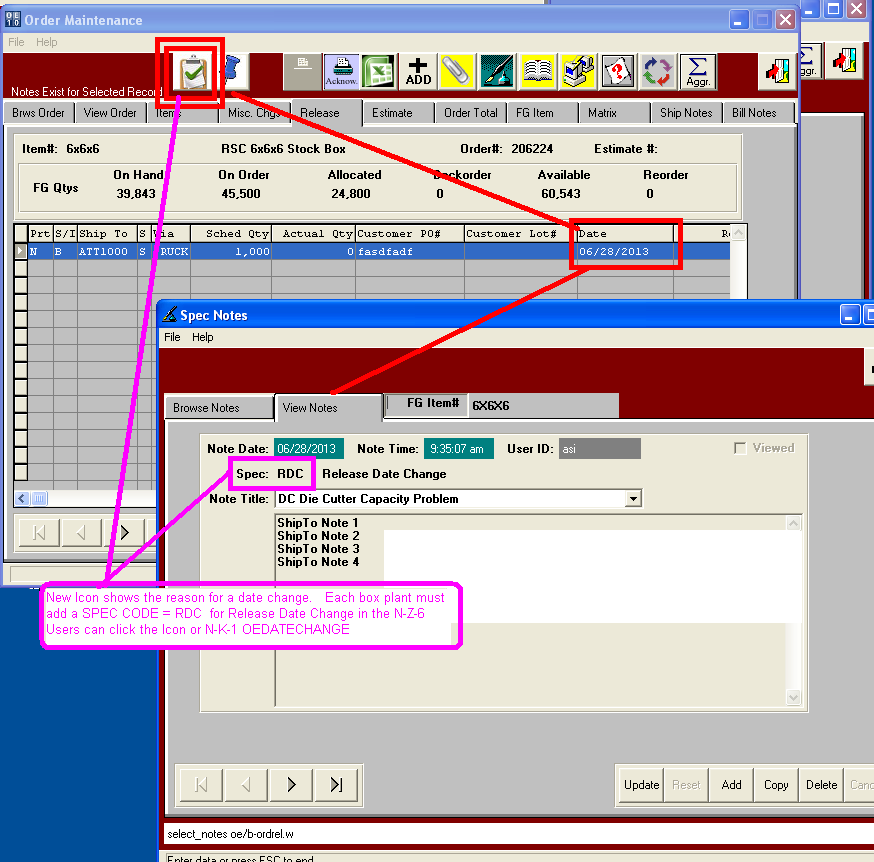 Order Maintenance
File Help
Notes Exist for Selected Record
Acknow.
ADD
Aggr.
ggr.
Brws Order View Order Items Misc. Chgs Release Estimate Order Total FG Item Matrix Ship Notes Bill Notes
Item#: 6x6x6 RSC 6x6x6 Stock Box Order#: 206224 Estimate #:
On Hand On Order Allocated Backorder Available Reorder
FG Qtys 39,843 45,500 24,800 0 60,543 0
Prt S/I Ship To S Via Sched Qty Actual Qty Customer PO# Customer Lot# Date
N B ATT1000 S RUCK 1,000 0 fasdfadf 06/28/2013
Spec Notes
File Help
Browse Notes View Notes FG Item# 6X6X6
Note Date: 06/28/2013 Note Time: 9:35:07 am User ID: asi Viewed
Spec: RDC Release Date Change
Note Title: DC Die Cutter Capacity Problem
ShipTo Note 1
ShipTo Note 2
ShipTo Note 3
ShipTo Note 4
New Icon shows the reason for a date change. Each box plant must
add a SPEC CODE = RDC for Release Date Change in the N-Z-6
Users can click the Icon or N-K-1 OEDATECHANGE
Update Reset Add Copy Delete Canc
select_notes oe/b-ordrel.w
Enter data or press ESC to end.